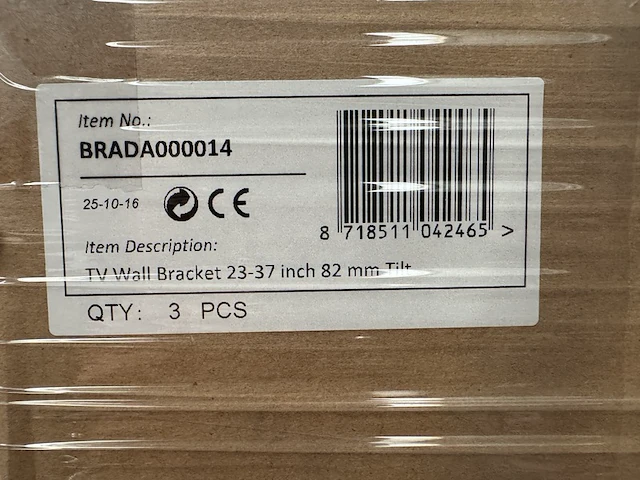 Item No.:
BRADA000014
25-10-16 CE
8 718511 042465 >
Item Description:
TV Wall Bracket 23-37 inch 82 mm Tilt
QTY: 3 PCS